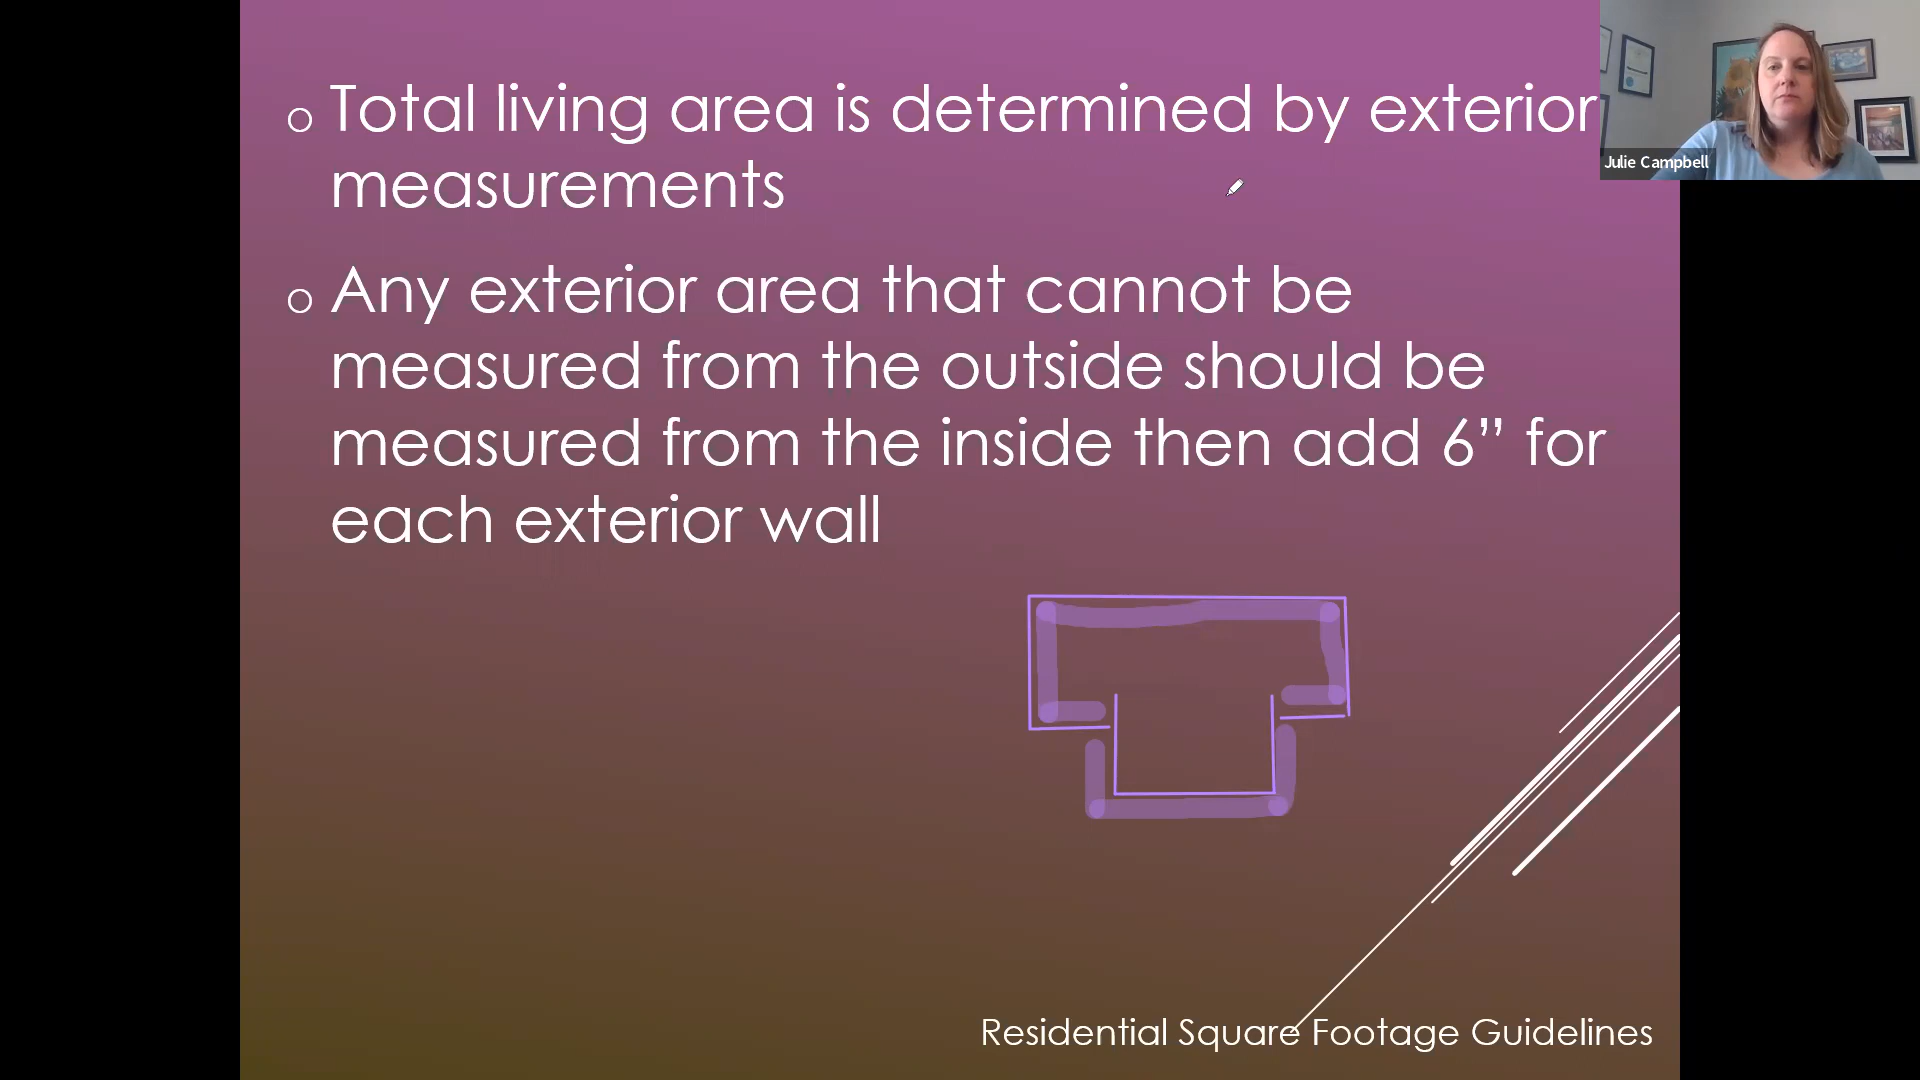 o Total living area is determined by exterior
measurements
o Any exterior area that cannot be
measured from the outside should be
measured from the inside then add 6” for
each exterior wall
Julie Campbell
Residential Square Footage Guidelines